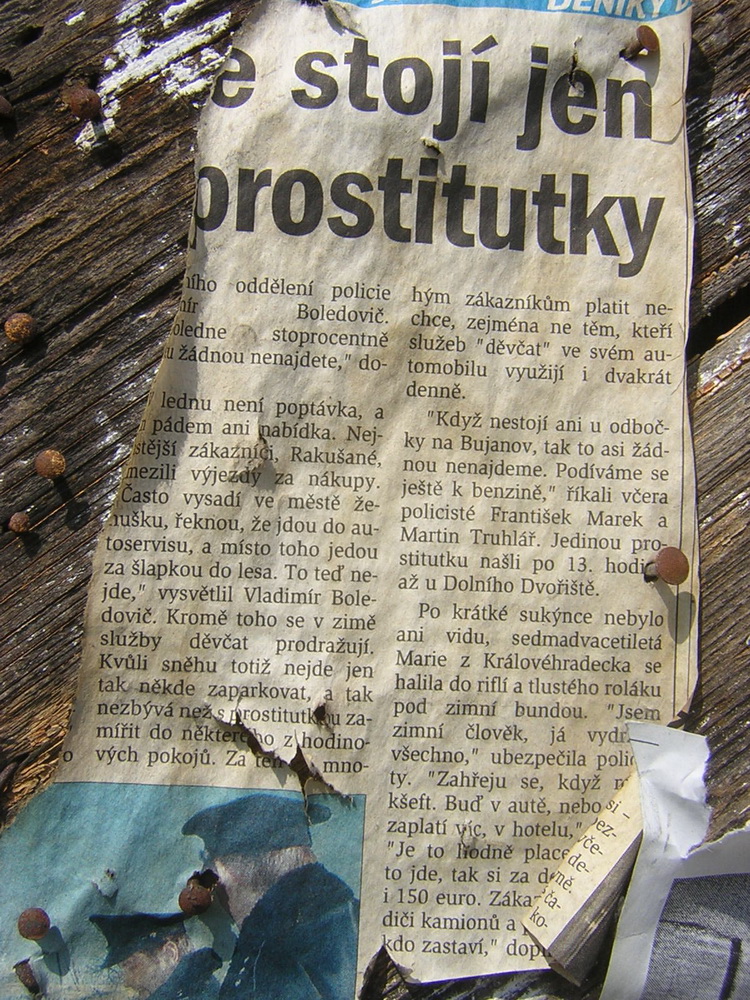 DENÍKY
e stojí jen
prostitutky
ního oddělení policie
Boledovič.
stoprocentně
žádnou nenajdete," do-
lednu není poptávka, a
pádem ani nabídka. Nej-
zákazníci, Rakušané,
mezili výjezdy za nákupy.
Často vysadí ve městě že-
nušku, řeknou, že jdou do au-
toservisu, a místo toho jedou
za šlapkou do lesa. To teď ne-
jde," vysvětlil Vladimír Bole-
dovič. Kromě toho se v zimě
služby děvčat prodražují.
Kvůli sněhu totiž nejde jen
tak někde zaparkovat, a tak
nezbývá než s prostitutkou za-
mířit do některého z hodino-
vých pokojů. Za mno-
hým zákazníkům platit ne-
chce, zejména ne těm, kteří
služeb "děvčat" ve svém au-
tomobilu využijí i dvakrát
denně.
"Když nestojí ani u odboč-
ky na Bujanov, tak to asi žád-
nou nenajdeme. Podíváme se
ještě k benzině," říkali včera
policisté František Marek a
Martin Truhlář. Jedinou pro-
stitutku našli po 13. hodi
až u Dolního Dvořiště.
Po krátké sukýnce nebylo
ani vidu, sedmadvacetiletá
Marie z Královéhradecka se
halila do riflí a tlustého roláku
pod zimní bundou. "Jsem
zimní člověk, já vydr
všechno," ubezpečila poli
ty. "Zahřeju se, když
kšeft. Buď v autě, nebo si
zaplatí víc, v hotelu,"
"Je to hodně place
to jde, tak si za
i 150 euro. Záka
diči kamionů a
kdo zastaví," dop